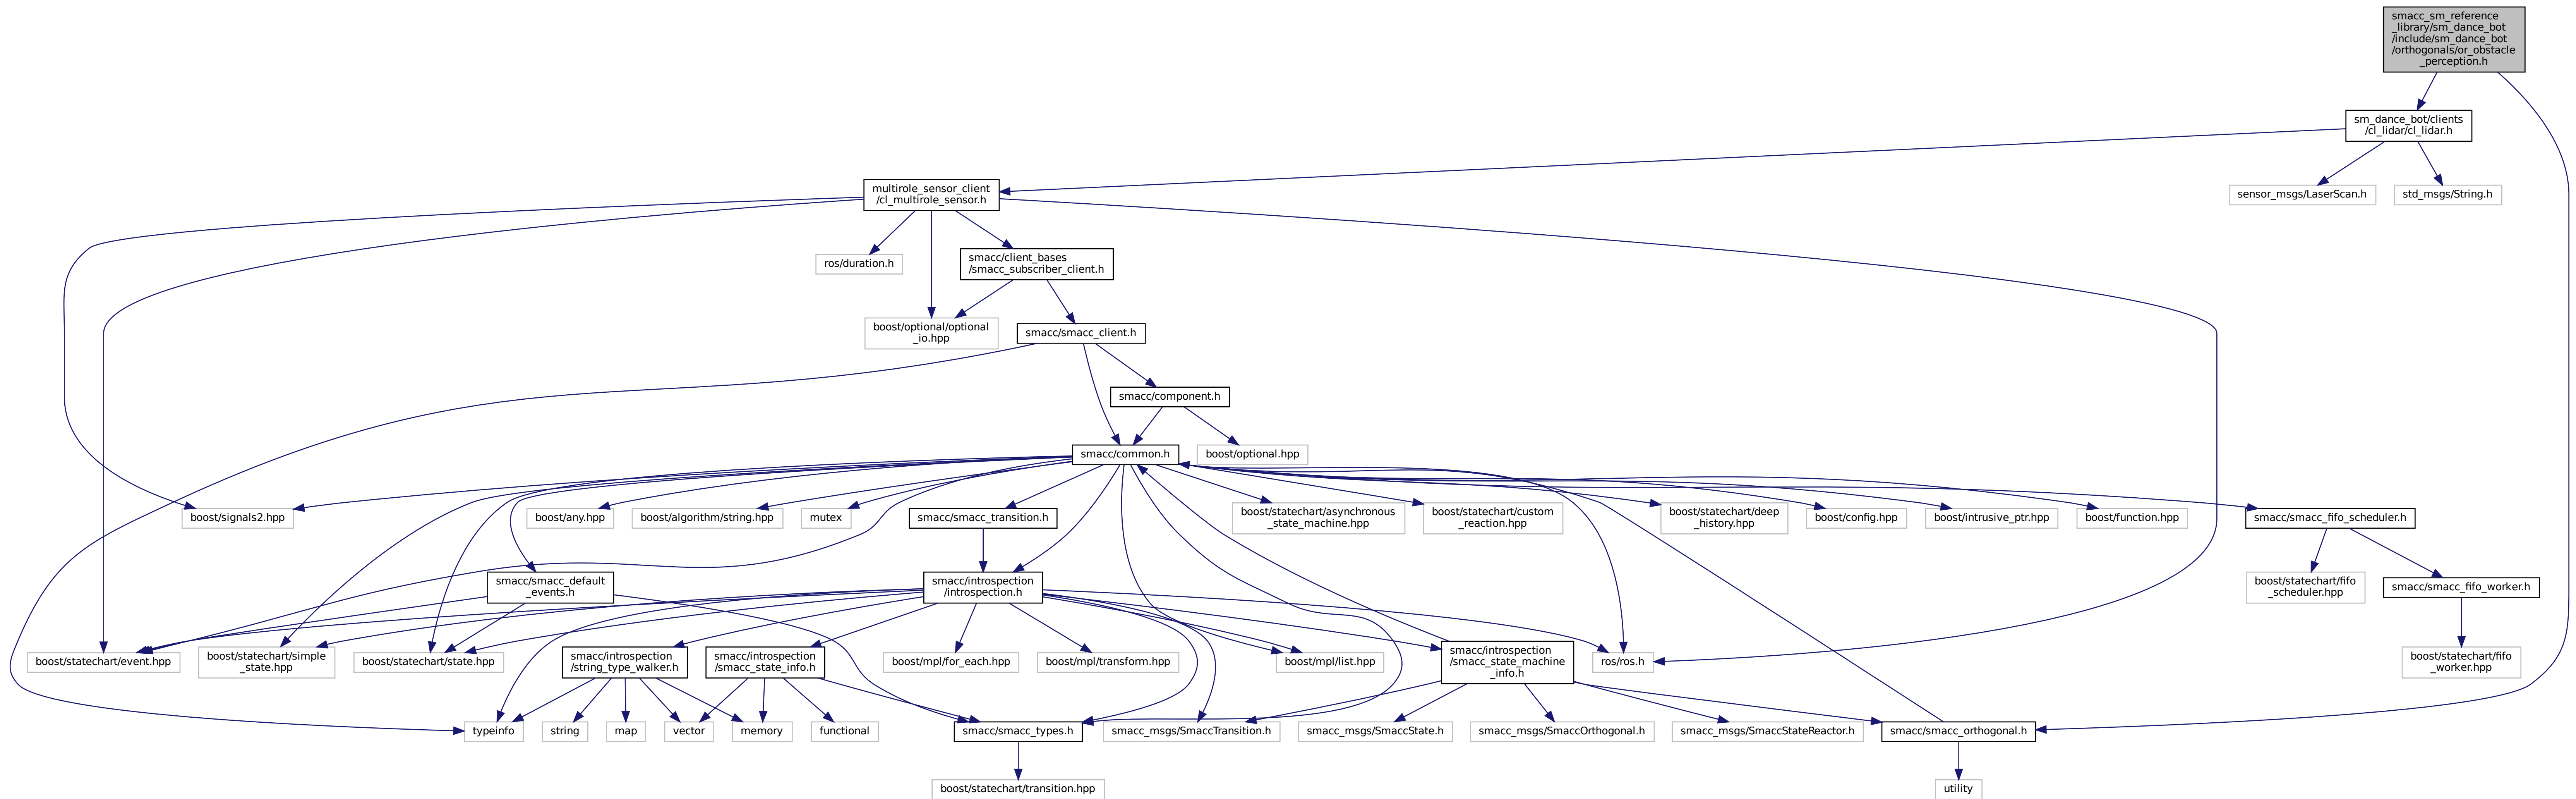 smacc_sm_reference
_library/sm_dance_bot
/include/sm_dance_bot
/orthogonals/or_obstacle
_perception.h
sm_dance_bot/clients
/cl_lidar/cl_lidar.h
multirole_sensor_client
/cl_multirole_sensor.h
sensor_msgs/LaserScan.h
std_msgs/String.h
ros/duration.h
smacc/client_bases
/smacc_subscriber_client.h
boost/optional/optional
_io.hpp
smacc/smacc_client.h
smacc/component.h
smacc/common.h
boost/optional.hpp
boost/signals2.hpp
boost/any.hpp
boost/algorithm/string.hpp
mutex
smacc/smacc_transition.h
boost/statechart/asynchronous
_state_machine.hpp
boost/statechart/custom
_reaction.hpp
boost/statechart/deep
_history.hpp
boost/config.hpp
boost/intrusive_ptr.hpp
boost/function.hpp
smacc/smacc_fifo_scheduler.h
smacc/smacc_default
_events.h
smacc/introspection
/introspection.h
boost/statechart/fifo
_scheduler.hpp
smacc/smacc_fifo_worker.h
boost/statechart/event.hpp
boost/statechart/simple
_state.hpp
boost/statechart/state.hpp
smacc/introspection
/string_type_walker.h
smacc/introspection
/smacc_state_info.h
boost/mpl/for_each.hpp
boost/mpl/transform.hpp
boost/mpl/list.hpp
smacc/introspection
/smacc_state_machine
_info.h
ros/ros.h
boost/statechart/fifo
_worker.hpp
typeinfo
string
map
vector
memory
functional
smacc/smacc_types.h
smacc_msgs/SmaccTransition.h
smacc_msgs/SmaccState.h
smacc_msgs/SmaccOrthogonal.h
smacc_msgs/SmaccStateReactor.h
smacc/smacc_orthogonal.h
boost/statechart/transition.hpp
utility